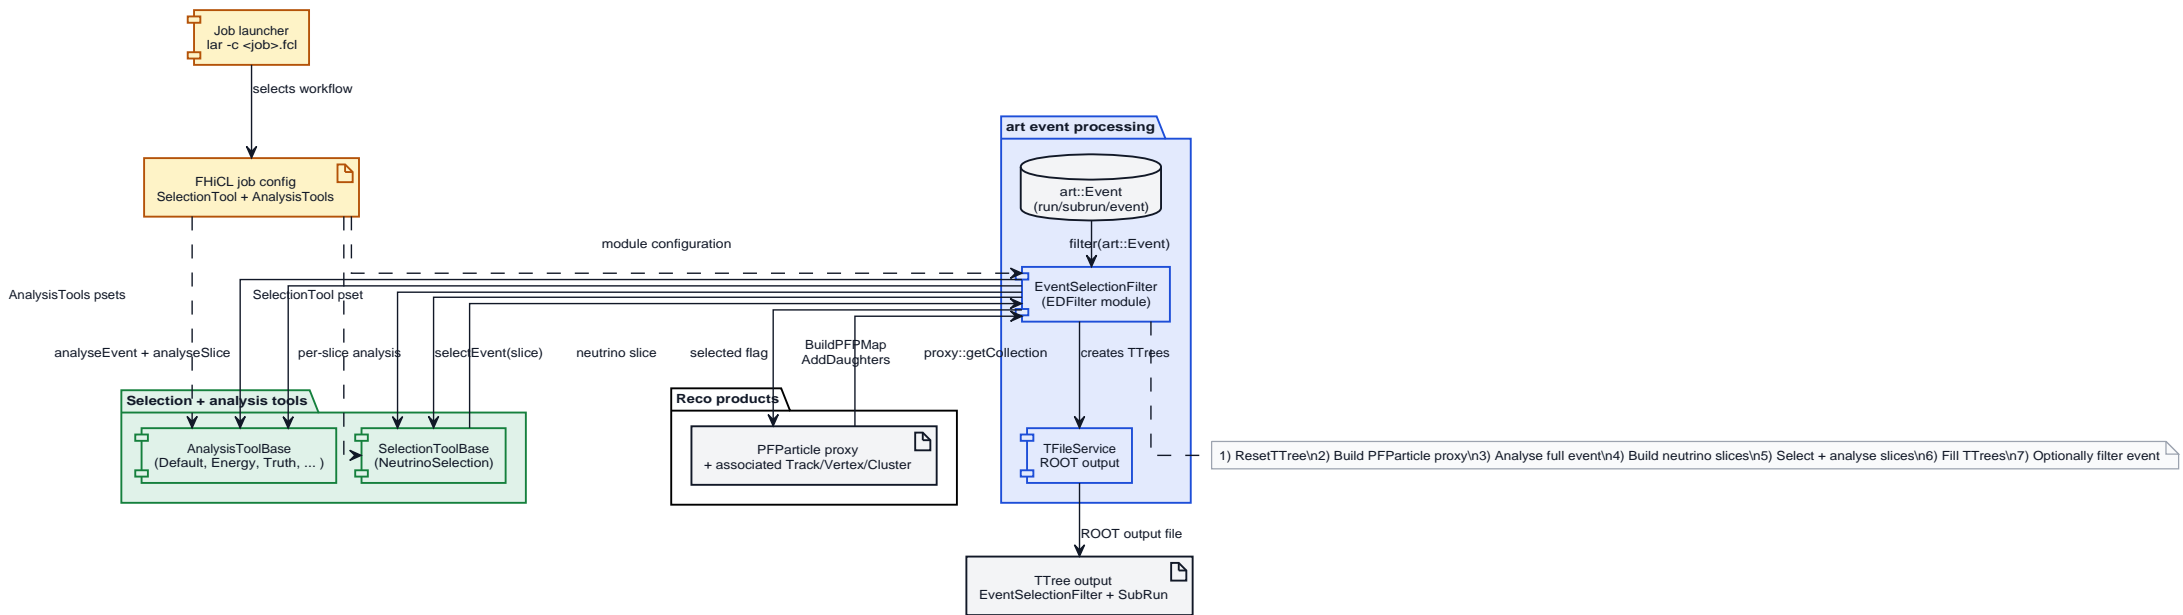 Job launcher
lar -c <job>.fcl
selects workflow
art event processing
FHiCL job config
SelectionTool + AnalysisTools
art::Event
(run/subrun/event)
module configuration
filter(art::Event)
AnalysisTools psets
SelectionTool pset
EventSelectionFilter
(EDFilter module)
analyseEvent + analyseSlice
per-slice analysis
selectEvent(slice)
neutrino slice
selected flag
BuildPFPMap
AddDaughters
proxy::getCollection
creates TTrees
Selection + analysis tools
Reco products
AnalysisToolBase
(Default, Energy, Truth, ... )
SelectionToolBase
(NeutrinoSelection)
PFParticle proxy
+ associated Track/Vertex/Cluster
TFileService
ROOT output
1) ResetTTree\n2) Build PFParticle proxy\n3) Analyse full event\n4) Build neutrino slices\n5) Select + analyse slices\n6) Fill TTrees\n7) Optionally filter event
ROOT output file
TTree output
EventSelectionFilter + SubRun